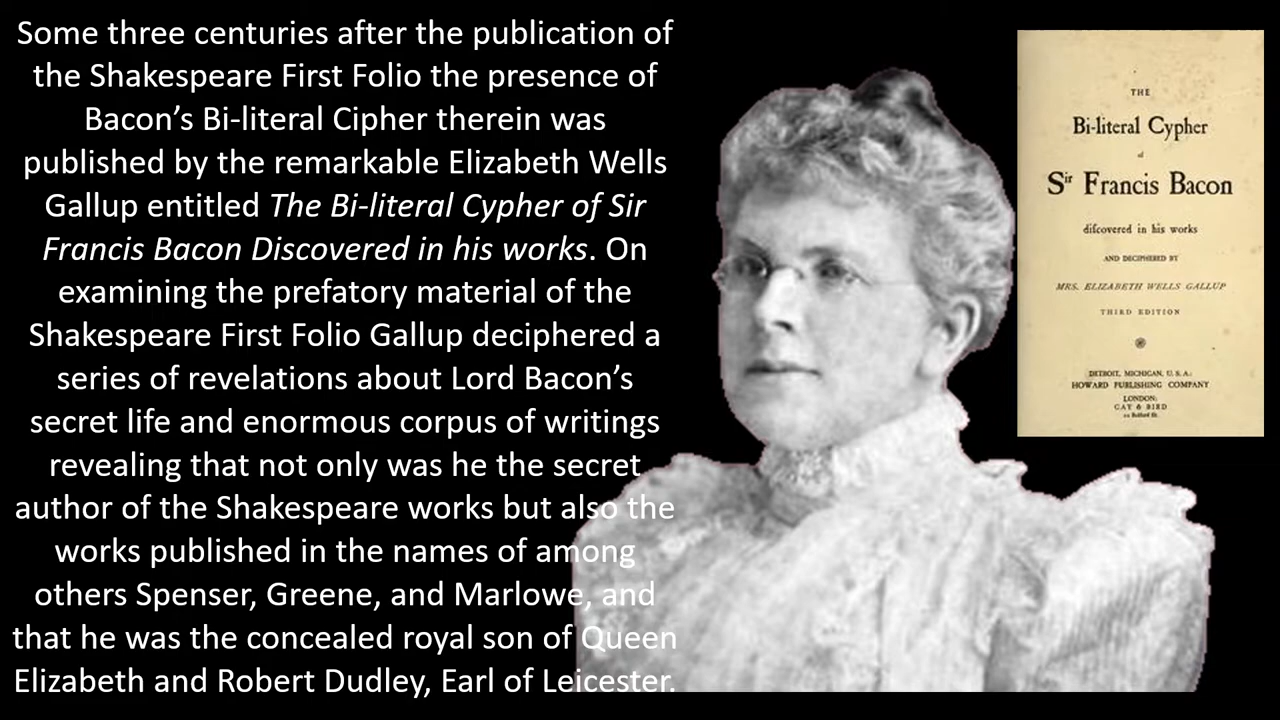 Some three centuries after the publication of
the Shakespeare First Folio the presence of
Bacon’s Bi-literal Cipher therein was
published by the remarkable Elizabeth Wells
Gallup entitled The Bi-literal Cypher of Sir
Francis Bacon Discovered in his works. On
examining the prefatory material of the
Shakespeare First Folio Gallup deciphered a
series of revelations about Lord Bacon’s
secret life and enormous corpus of writings
revealing that not only was he the secret
author of the Shakespeare works but also the
works published in the names of among
others Spenser, Greene, and Marlowe, and
that he was the concealed royal son of Queen
Elizabeth and Robert Dudley, Earl of Leicester.
THE
Bi-literal Cypher
of
Sir Francis Bacon
discovered in his works
AND DECIPHERED BY
MRS. ELIZABETH WELLS GALLUP
THIRD EDITION
DETROIT, MICHIGAN, U. S. A.:
HOWARD PUBLISHING COMPANY
LONDON:
GAY & BIRD